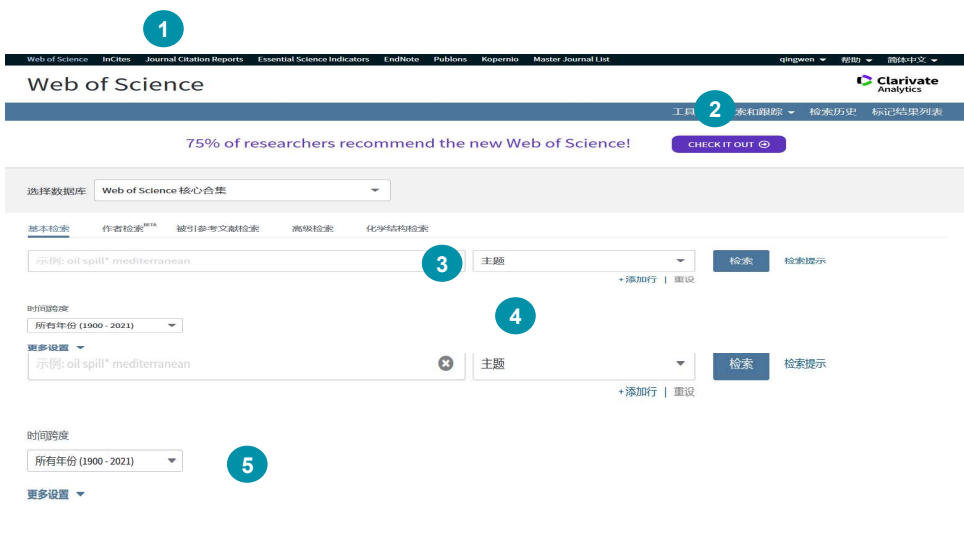 1
Web of Science InCites Journal Citation Reports Essential Science Indicators EndNote Publons Kopernio Master Journal List qingwen 帮助 简体中文
Web of Science Clarivate Analytics
工具 2 索和跟踪 检索历史 标记结果列表
75% of researchers recommend the new Web of Science! CHECK IT OUT
选择数据库 Web of Science 核心合集
基本检索 作者检索BETA 被引参考文献检索 高级检索 化学结构检索
示例: oil spill* mediterranean 3 主题 检索 检索提示
+添加行 | 重设
时间跨度
4
所有年份 (1900 - 2021)
更多设置
示例: oil spill* mediterranean 主题 检索 检索提示
+添加行 | 重设
时间跨度
所有年份 (1900 - 2021) 5
更多设置